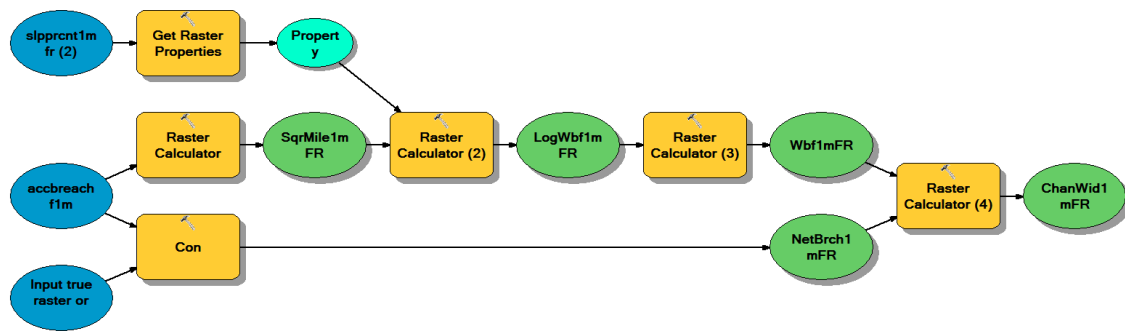 slpprcnt1m
fr (2)
Get Raster
Properties
Propert
y
Raster
Calculator
SqrMile1m
FR
Raster
Calculator (2)
LogWbf1m
FR
Raster
Calculator (3)
Wbf1mFR
accbreach
f1m
Raster
Calculator (4)
ChanWid1
mFR
Con
NetBrch1
mFR
Input true
raster or